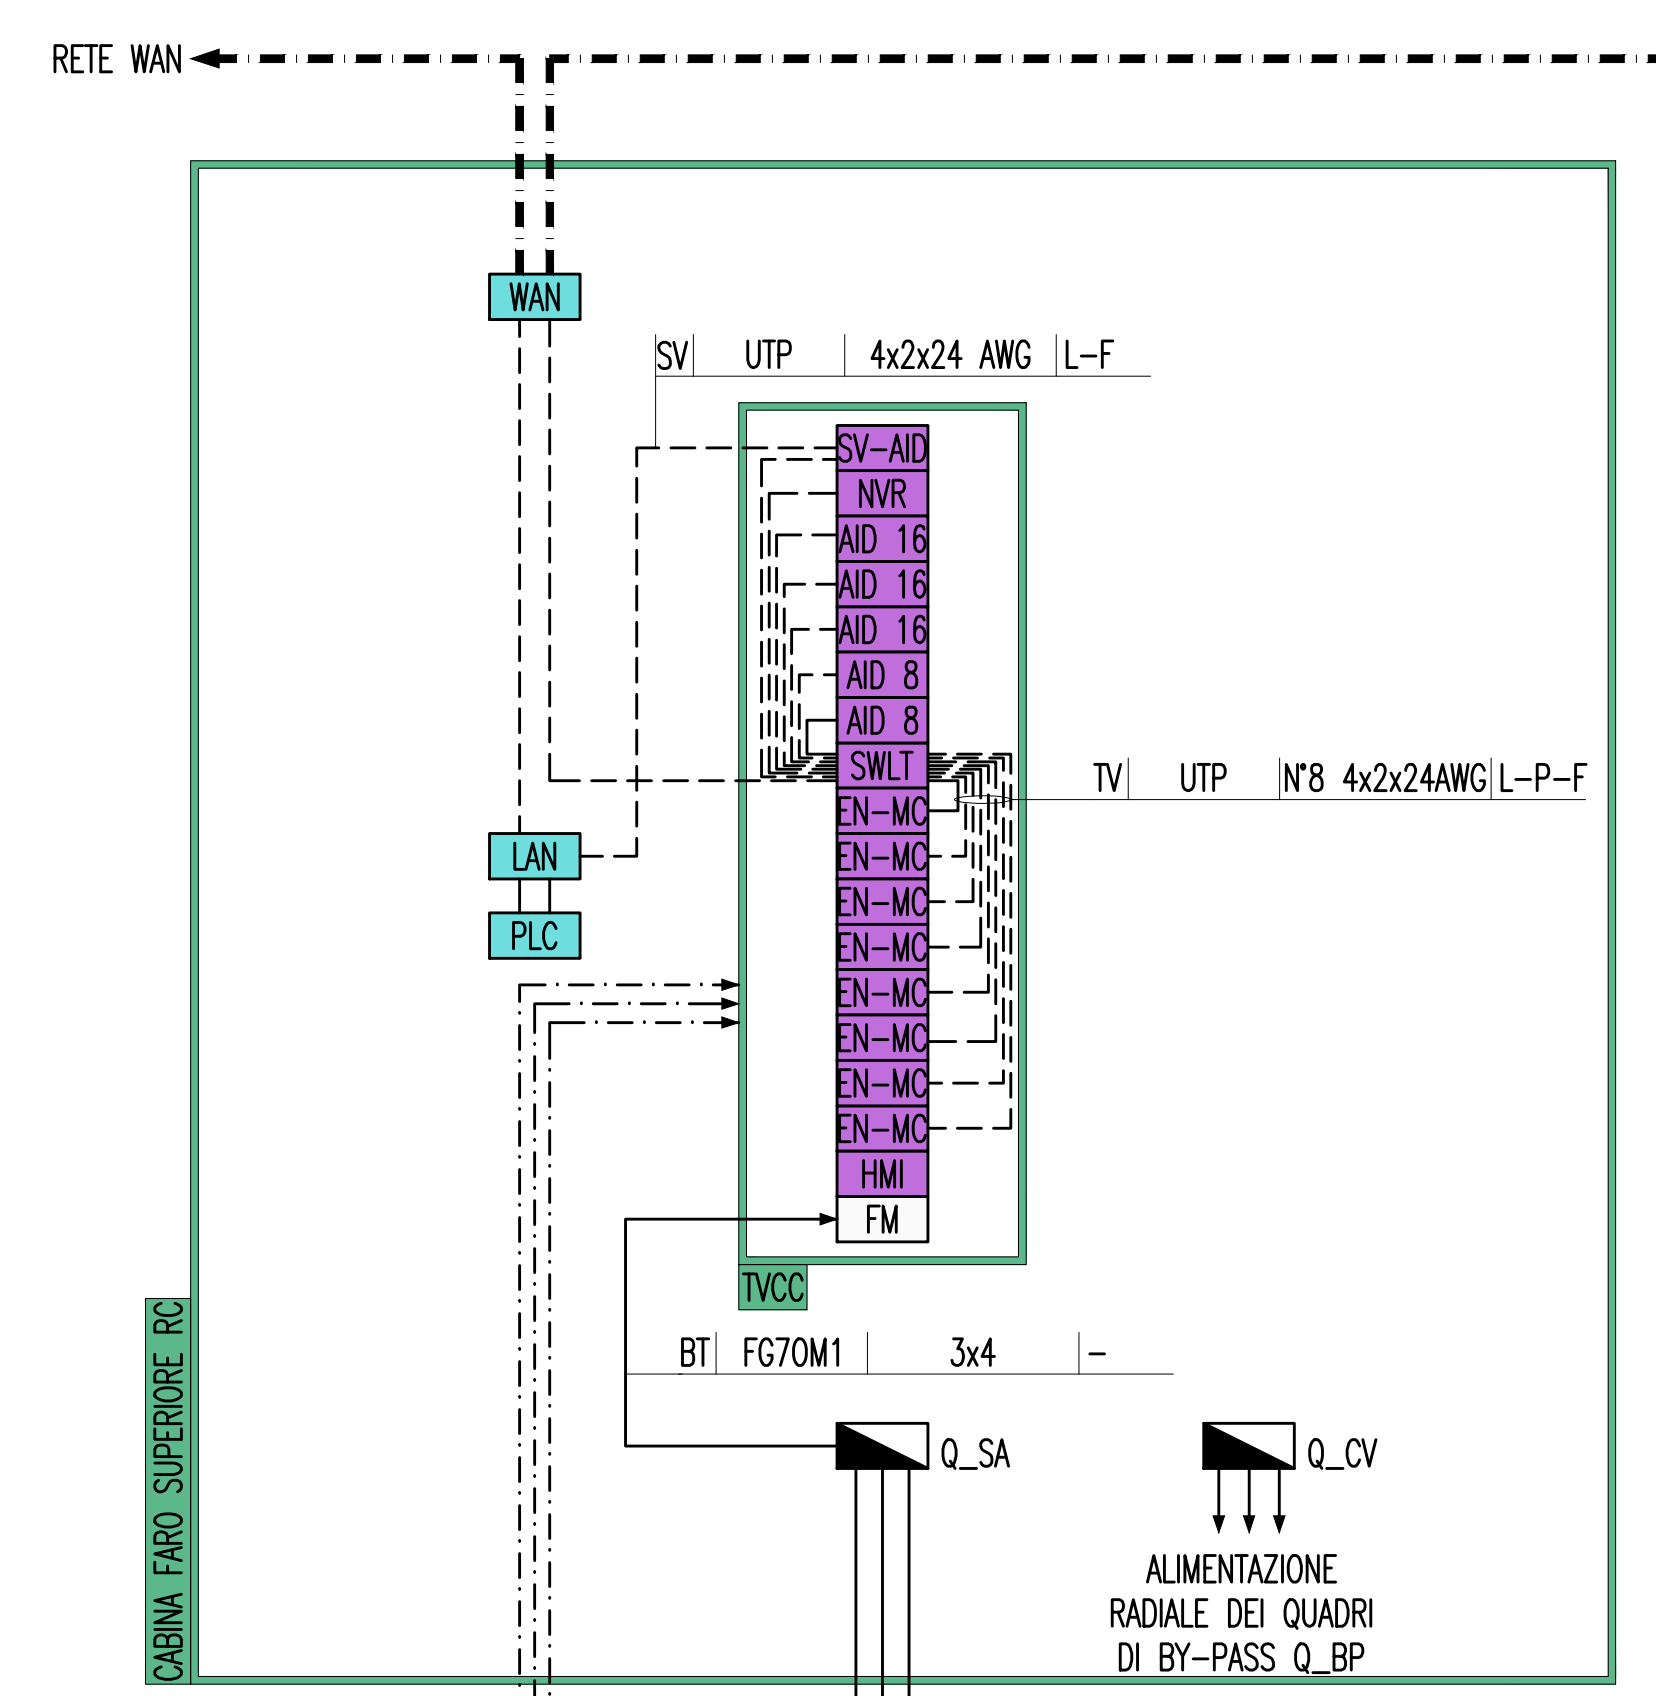 RETE WAN
WAN
SV UTP 4x2x24 AWG L-F
SV-AID
NVR
AID 16
AID 16
AID 16
AID 8
AID 8
SWLT
TV UTP N°8 4x2x24AWG L-P-F
EN-MC
EN-MC
EN-MC
EN-MC
EN-MC
EN-MC
EN-MC
EN-MC
HMI
FM
LAN
PLC
TVCC
BT FG7OM1 3x4 -
Q_SA
Q_CV
ALIMENTAZIONE
RADIALE DEI QUADRI
DI BY-PASS Q_BP
CABINA FARO SUPERIORE RC